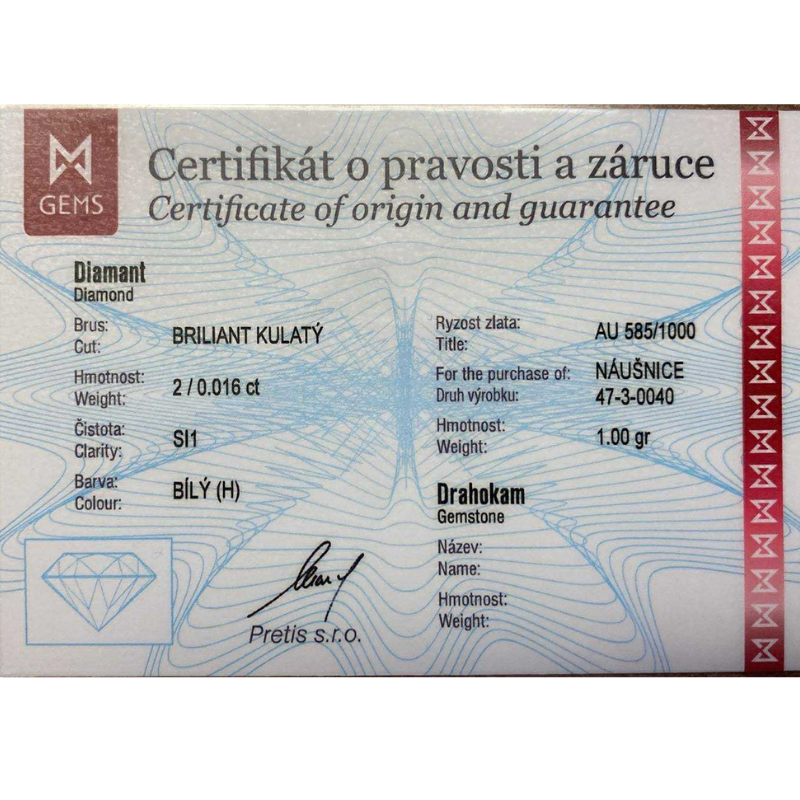 GEMS
Certifikát o pravosti a záruce
Certificate of origin and guarantee
Diamant
Diamond
Brus:
Cut:
BRILIANT KULATÝ
Hmotnost:
Weight:
2 / 0.016 ct
Čistota:
Clarity:
SI1
Barva:
Colour:
BÍLÝ (H)
Pretis s.r.o.
Ryzost zlata:
Title:
AU 585/1000
For the purchase of:
Druh výrobku:
NÁUŠNICE
47-3-0040
Hmotnost:
Weight:
1.00 gr
Drahokam
Gemstone
Název:
Name:
Hmotnost:
Weight: